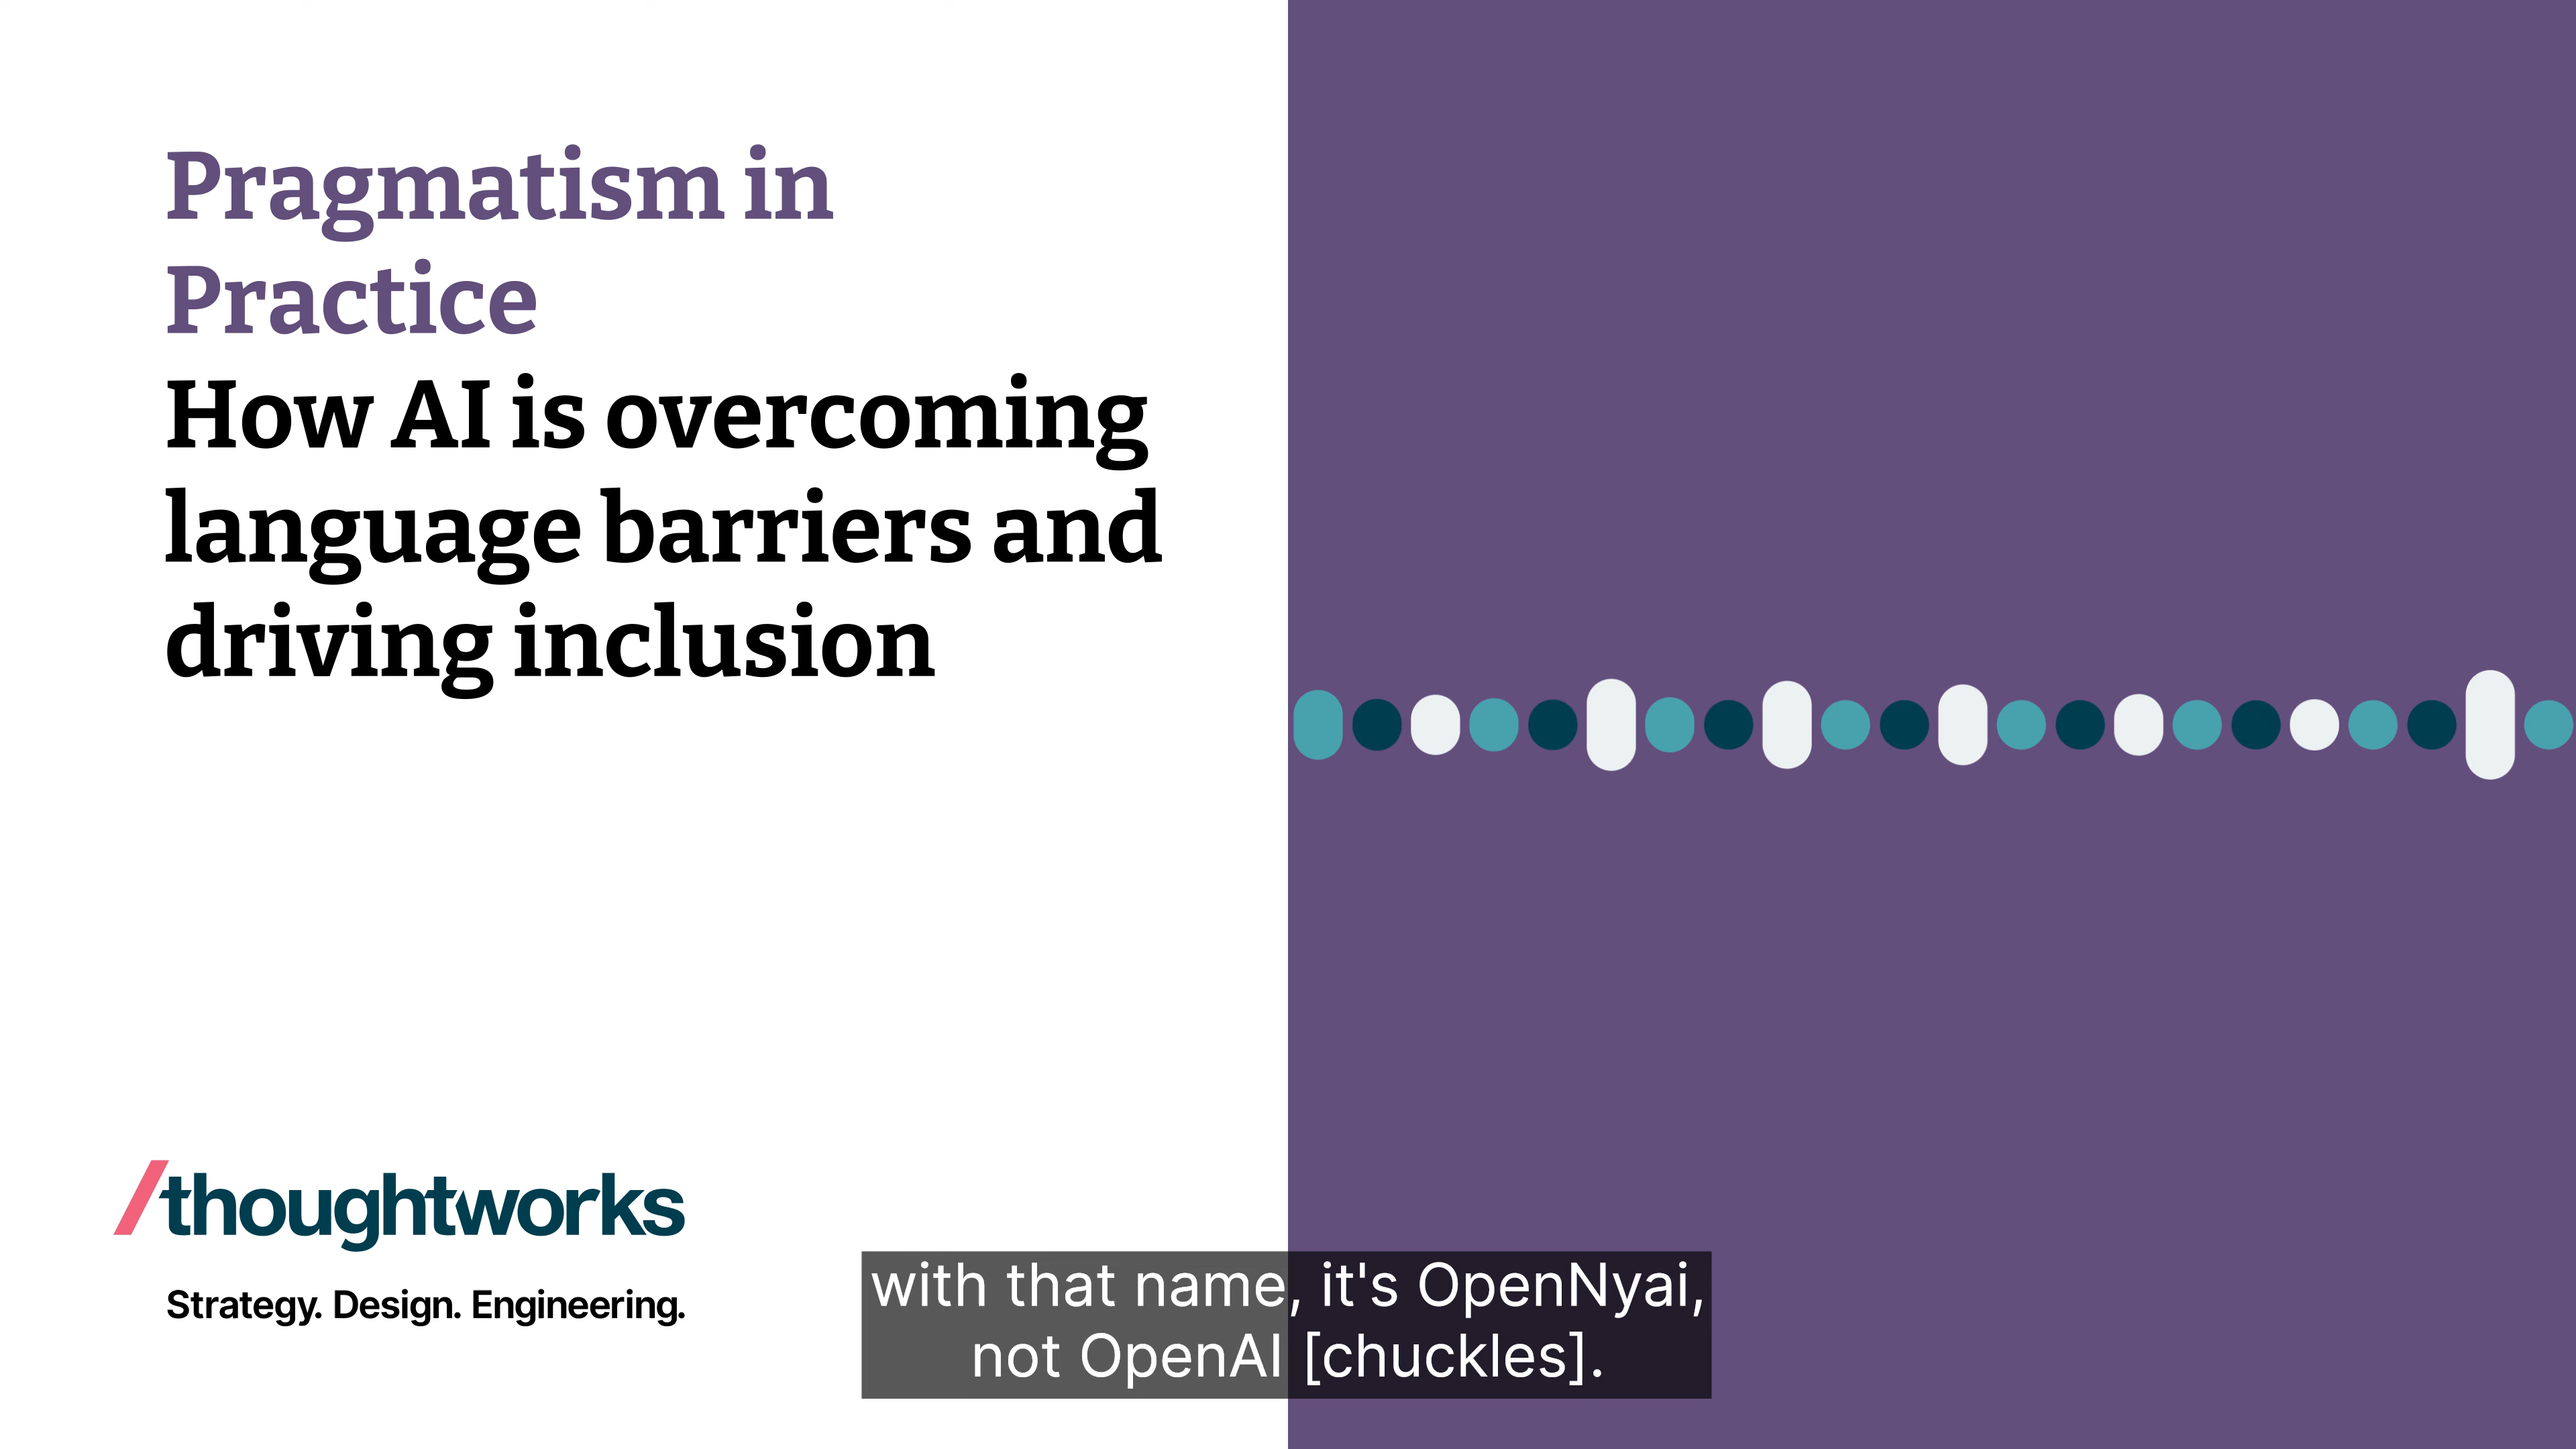 Pragmatism in
Practice
How AI is overcoming
language barriers and
driving inclusion
/thoughtworks
Strategy. Design. Engineering.
with that name, it's OpenNyai,
not OpenAI [chuckles].